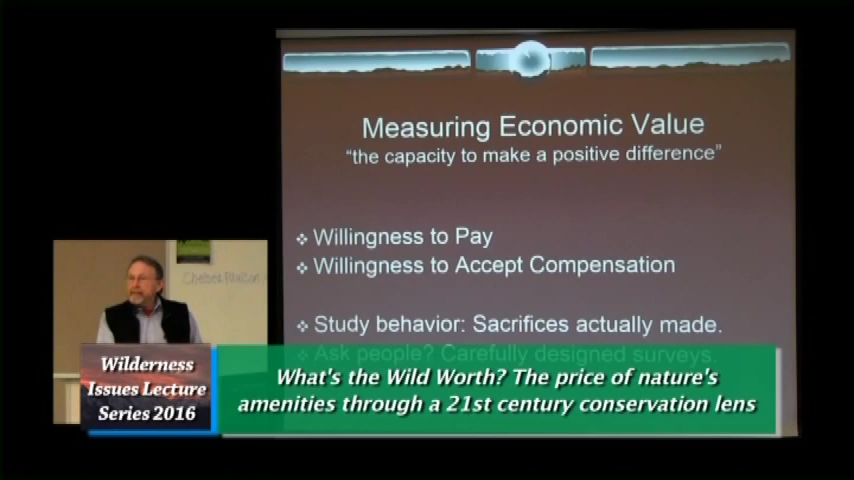 Measuring Economic Value
"the capacity to make a positive difference"
❖ Willingness to Pay
❖ Willingness to Accept Compensation
❖ Study behavior: Sacrifices actually made.
❖ Ask people? Carefully designed surveys.
Chelsea
Wilderness
Issues Lecture
Series 2016
What's the Wild Worth? The price of nature's
amenities through a 21st century conservation lens